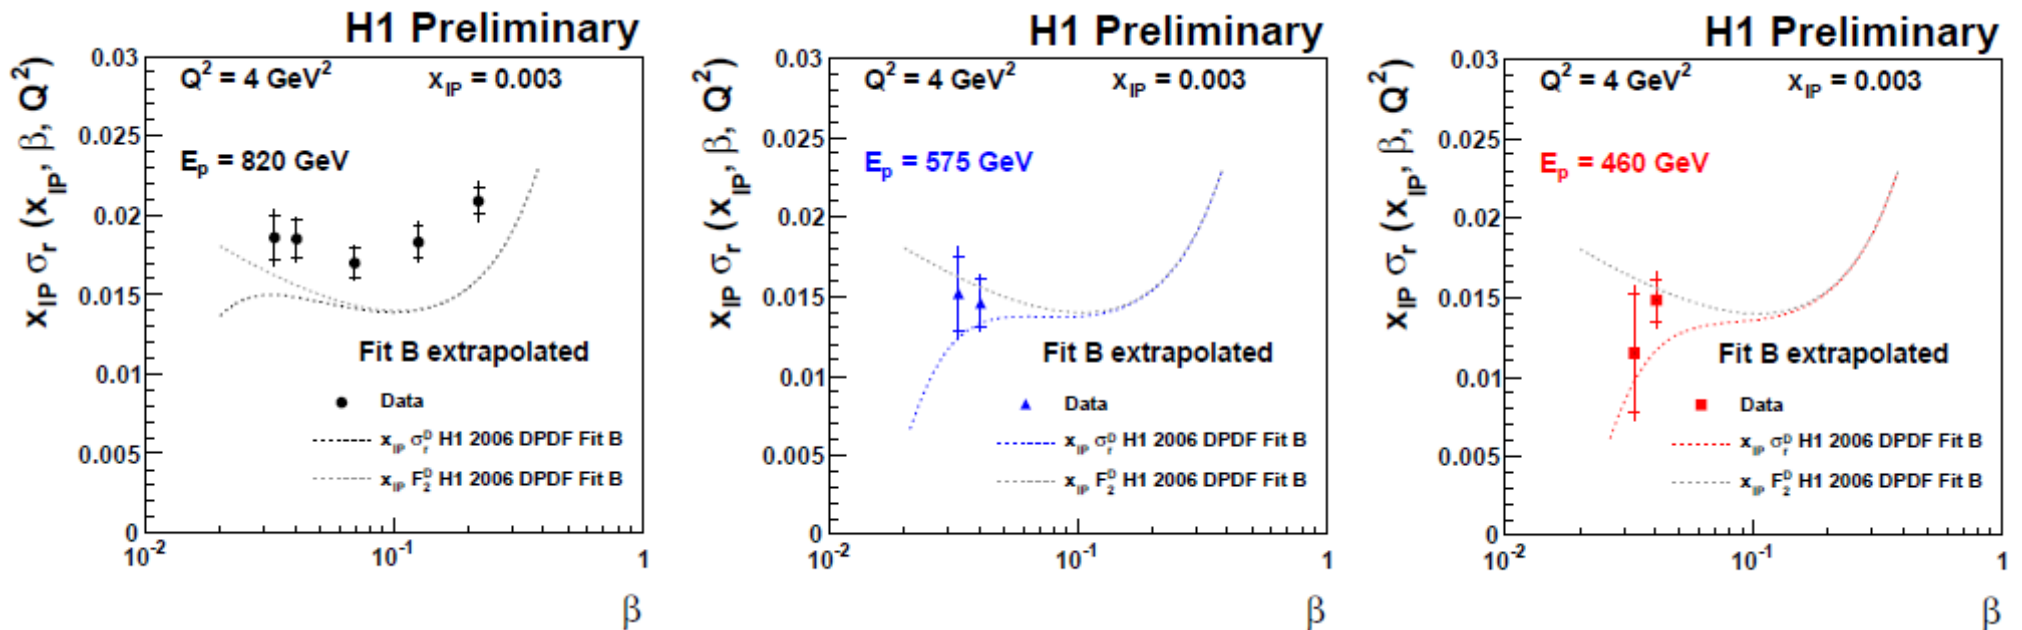 H1 Preliminary
x_IP σ_r (x_IP, β, Q²)
0.03
0.025
0.02
0.015
0.01
0.005
0
Q² = 4 GeV²
x_IP = 0.003
E_p = 820 GeV
Fit B extrapolated
Data
x_IP σ_r^D H1 2006 DPDF Fit B
x_IP F_2^D H1 2006 DPDF Fit B
10⁻²
10⁻¹
1
β
H1 Preliminary
x_IP σ_r (x_IP, β, Q²)
0.03
0.025
0.02
0.015
0.01
0.005
0
Q² = 4 GeV²
x_IP = 0.003
E_p = 575 GeV
Fit B extrapolated
Data
x_IP σ_r^D H1 2006 DPDF Fit B
x_IP F_2^D H1 2006 DPDF Fit B
10⁻²
10⁻¹
1
β
H1 Preliminary
x_IP σ_r (x_IP, β, Q²)
0.03
0.025
0.02
0.015
0.01
0.005
0
Q² = 4 GeV²
x_IP = 0.003
E_p = 460 GeV
Fit B extrapolated
Data
x_IP σ_r^D H1 2006 DPDF Fit B
x_IP F_2^D H1 2006 DPDF Fit B
10⁻²
10⁻¹
1
β